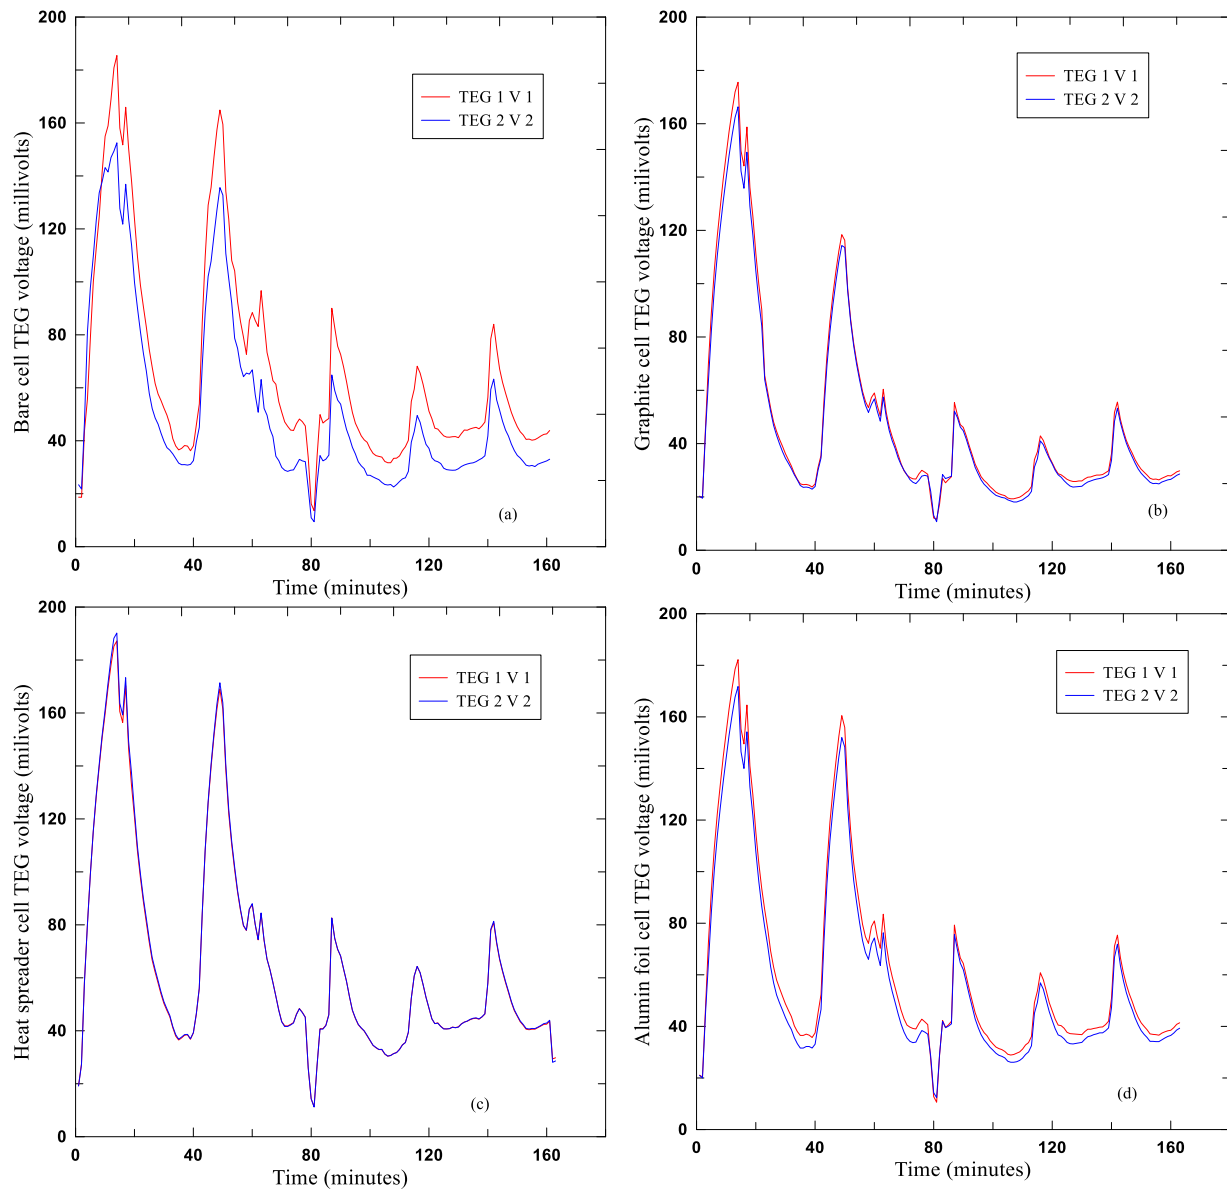 200
160
120
80
40
0
Bare cell TEG voltage (millivolts)
TEG 1 V 1
TEG 2 V 2
(a)
0 40 80 120 160
Time (minutes)
200
160
120
80
40
0
Graphite cell TEG voltage (milivolts)
TEG 1 V 1
TEG 2 V 2
(b)
0 40 80 120 160
Time (minutes)
200
160
120
80
40
0
Heat spreader cell TEG voltage (milivolts)
TEG 1 V 1
TEG 2 V 2
(c)
0 40 80 120 160
Time (minutes)
200
160
120
80
40
0
Alumin foil cell TEG voltage (milivolts)
TEG 1 V 1
TEG 2 V 2
(d)
0 40 80 120 160
Time (minutes)